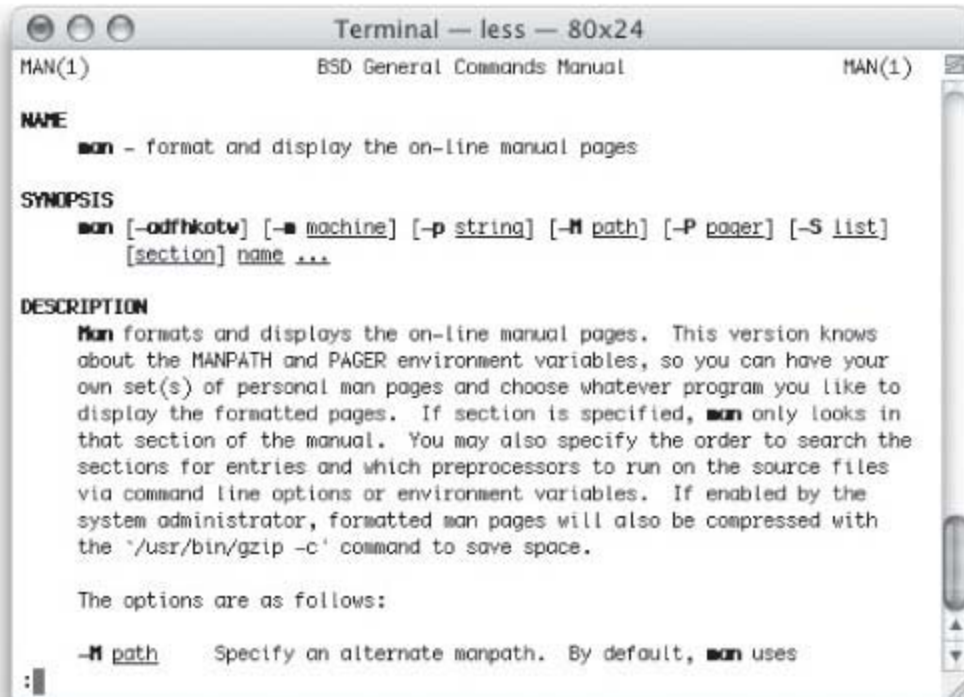 Terminal — less — 80x24
MAN(1) BSD General Commands Manual MAN(1)
NAME
man - format and display the on-line manual pages
SYNOPSIS
man [-adfhkotw] [-m machine] [-p string] [-M path] [-P pager] [-S list]
[section] name ...
DESCRIPTION
Man formats and displays the on-line manual pages. This version knows
about the MANPATH and PAGER environment variables, so you can have your
own set(s) of personal man pages and choose whatever program you like to
display the formatted pages. If section is specified, man only looks in
that section of the manual. You may also specify the order to search the
sections for entries and which preprocessors to run on the source files
via command line options or environment variables. If enabled by the
system administrator, formatted man pages will also be compressed with
the `/usr/bin/gzip -c' command to save space.
The options are as follows:
-M path Specify an alternate manpath. By default, man uses
: